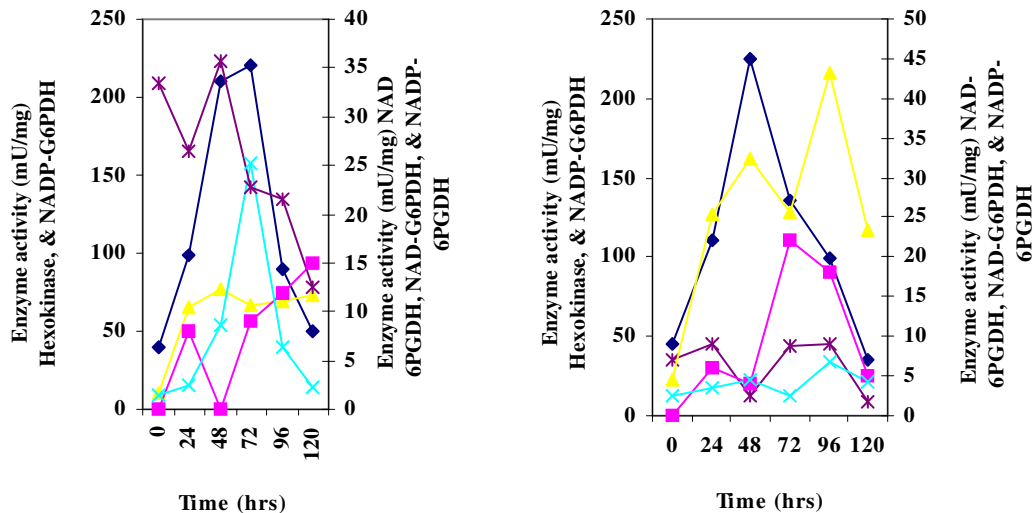 Enzyme activity (mU/mg)
Hexokinase, & NADP-G6PDH
250
200
150
100
50
0
40
35
30
25
20
15
10
5
0
Enzyme activity (mU/mg) NAD
6PGDH, NAD-G6PDH, & NADP-
6PGDH
0
24
48
72
96
120
Time (hrs)
Enzyme activity (mU/mg)
Hexokinase, & NADP-G6PDH
250
200
150
100
50
0
50
45
40
35
30
25
20
15
10
5
0
Enzyme activity (mU/mg) NAD-
6PGDH, NAD-G6PDH, & NADP-
6PGDH
0 24 48 72 96 120
Time (hrs)